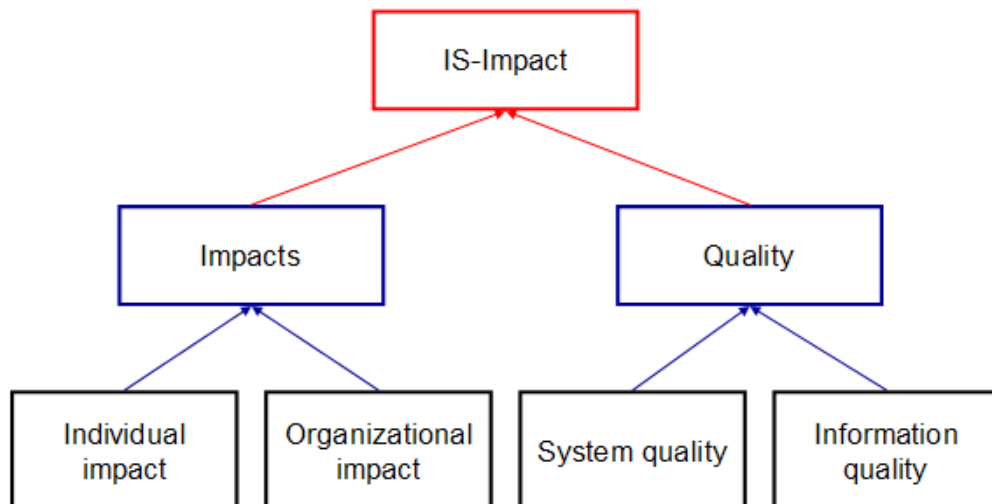 IS-Impact
Impacts
Quality
Individual
impact
Organizational
impact
System quality
Information
quality